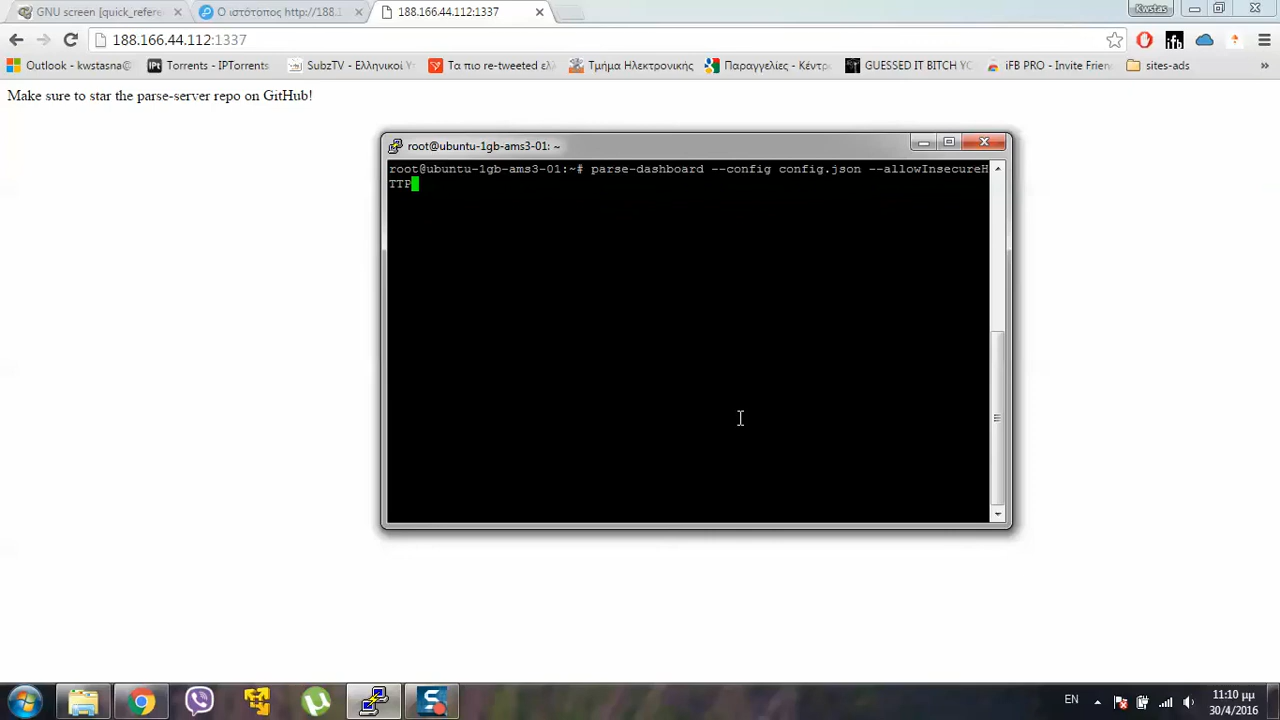 GNU screen [quick_refere
Ο ιστότοπος http://188.1
188.166.44.112:1337
Kwstas
188.166.44.112:1337
Outlook - kwstasna@
Torrents - IPTorrents
SubzTV - Ελληνικοί Υ
Τα πιο re-tweeted ελ
Τμήμα Ηλεκτρονικής
Παραγγελίες - Κέντρ
GUESSED IT BITCH YO
iFB PRO - Invite Frien
sites-ads
»
Make sure to star the parse-server repo on GitHub!
root@ubuntu-1gb-ams3-01: ~
root@ubuntu-1gb-ams3-01:~# parse-dashboard --config config.json --allowInsecureH
TTP
EN
11:10 μμ
30/4/2016